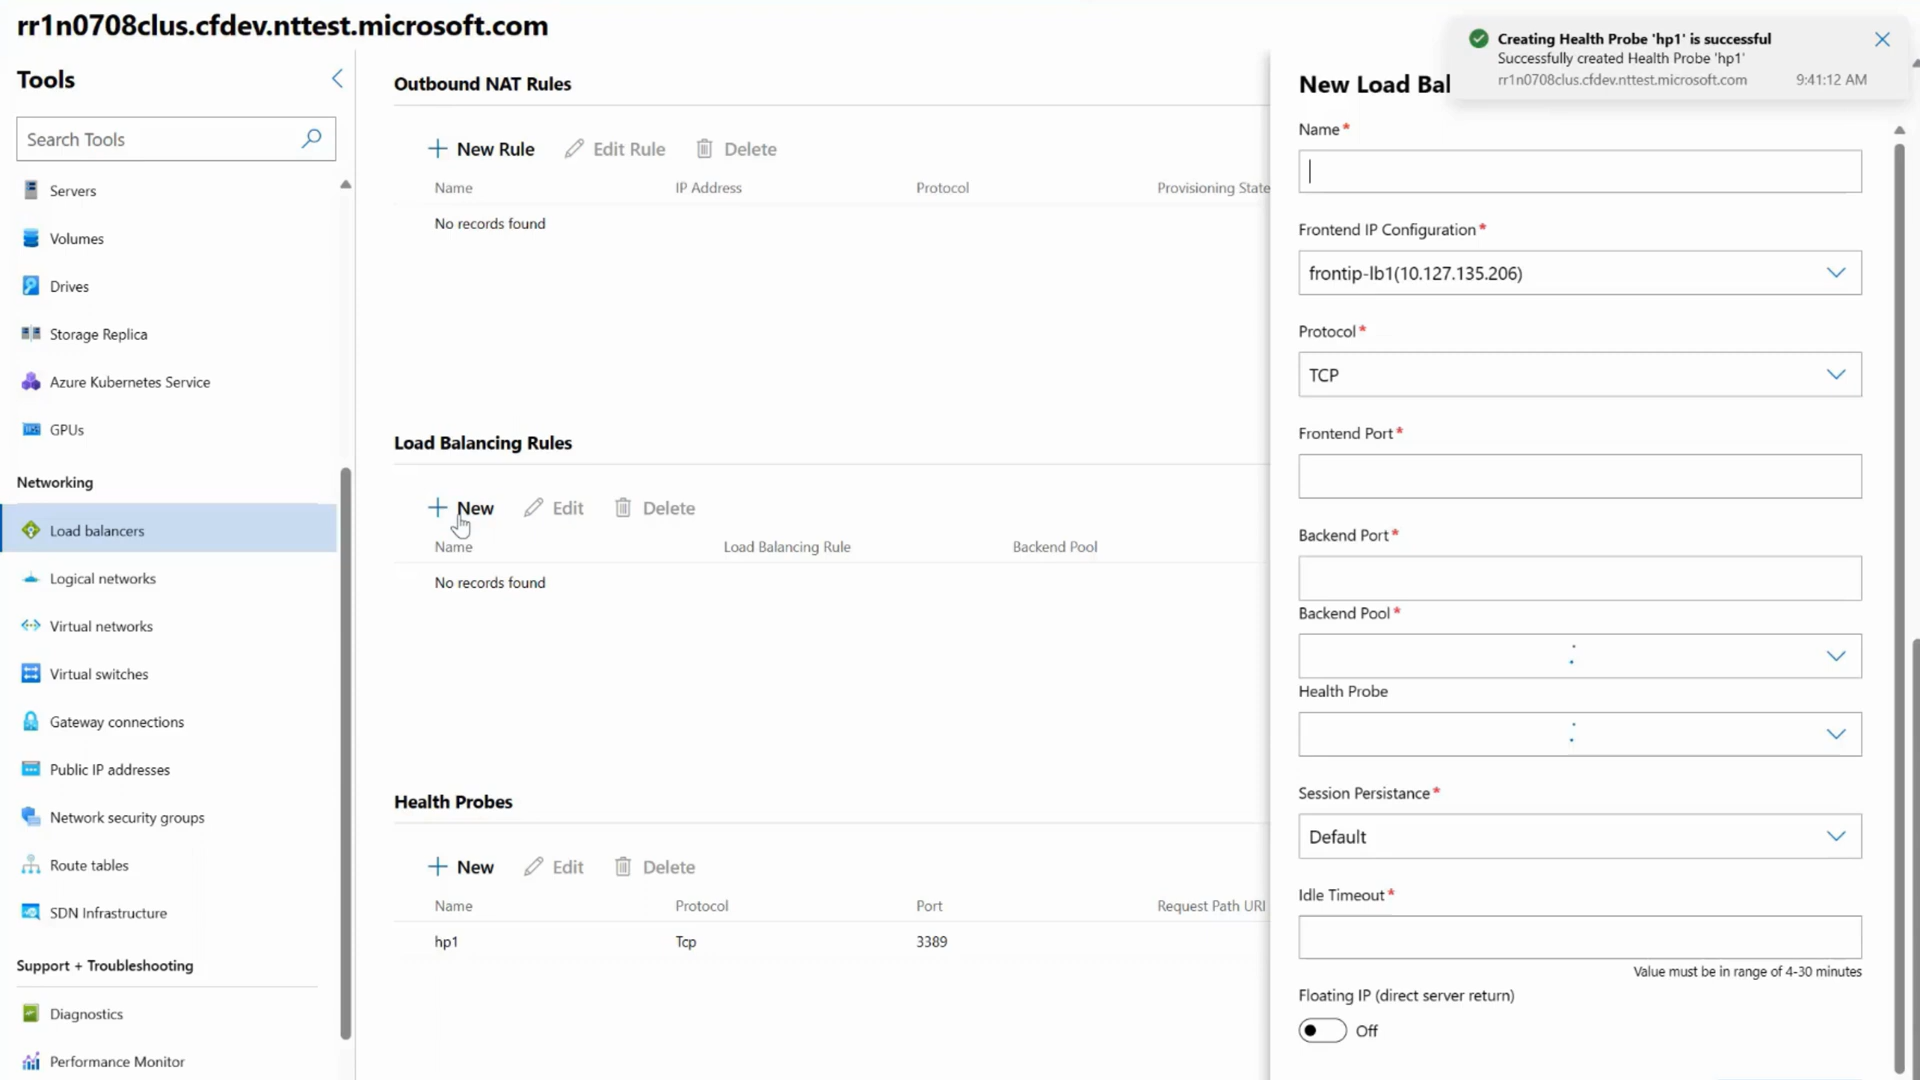 rr1n0708clus.cfdev.nttest.microsoft.com
Tools
Search Tools
Servers
Volumes
Drives
Storage Replica
Azure Kubernetes Service
GPUs
Networking
Load balancers
Logical networks
Virtual networks
Virtual switches
Gateway connections
Public IP addresses
Network security groups
Route tables
SDN Infrastructure
Support + Troubleshooting
Diagnostics
Performance Monitor
Outbound NAT Rules
New Rule Edit Rule Delete
Name IP Address Protocol Provisioning State
No records found
Load Balancing Rules
New Edit Delete
Name Load Balancing Rule Backend Pool
No records found
Health Probes
New Edit Delete
Name Protocol Port Request Path URI
hp1 Tcp 3389
Creating Health Probe 'hp1' is successful
Successfully created Health Probe 'hp1'
rr1n0708clus.cfdev.nttest.microsoft.com 9:41:12 AM
New Load Bal
Name*
Frontend IP Configuration*
frontip-lb1(10.127.135.206)
Protocol*
TCP
Frontend Port*
Backend Port*
Backend Pool*
Health Probe
Session Persistance*
Default
Idle Timeout*
Value must be in range of 4-30 minutes
Floating IP (direct server return)
Off